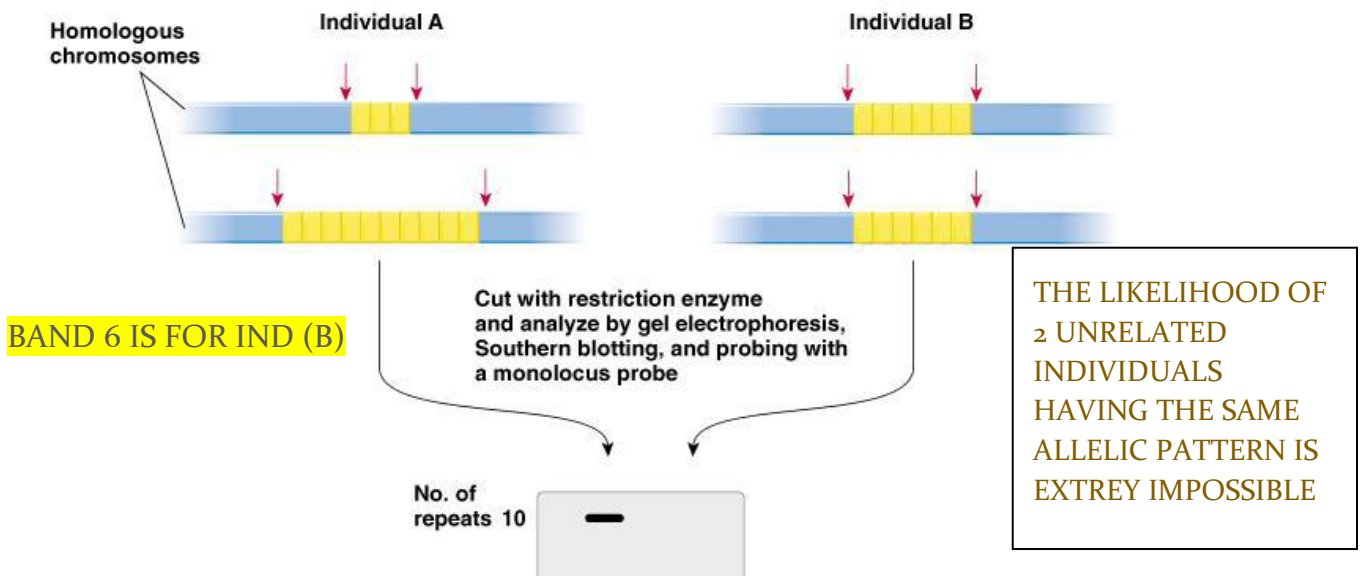 Individual A
Individual B
Homologous
chromosomes
Cut with restriction enzyme
and analyze by gel electrophoresis,
Southern blotting, and probing with
a monolocus probe
BAND 6 IS FOR IND (B)
THE LIKELIHOOD OF
2 UNRELATED
INDIVIDUALS
HAVING THE SAME
ALLELIC PATTERN IS
EXTREY IMPOSSIBLE
No. of
repeats 10